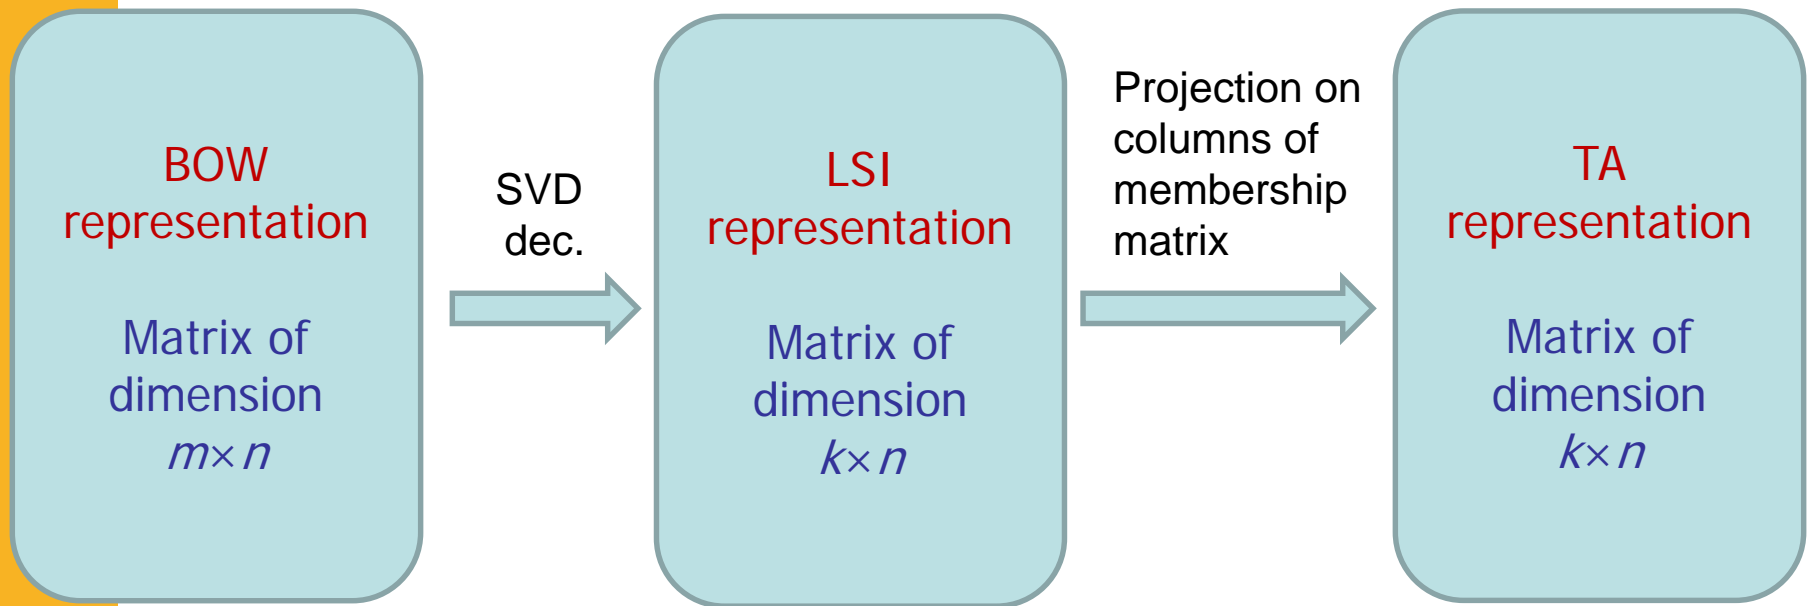 BOW
representation
Matrix of
dimension
m×n
SVD
dec.
LSI
representation
Matrix of
dimension
k×n
Projection on
columns of
membership
matrix
TA
representation
Matrix of
dimension
k×n